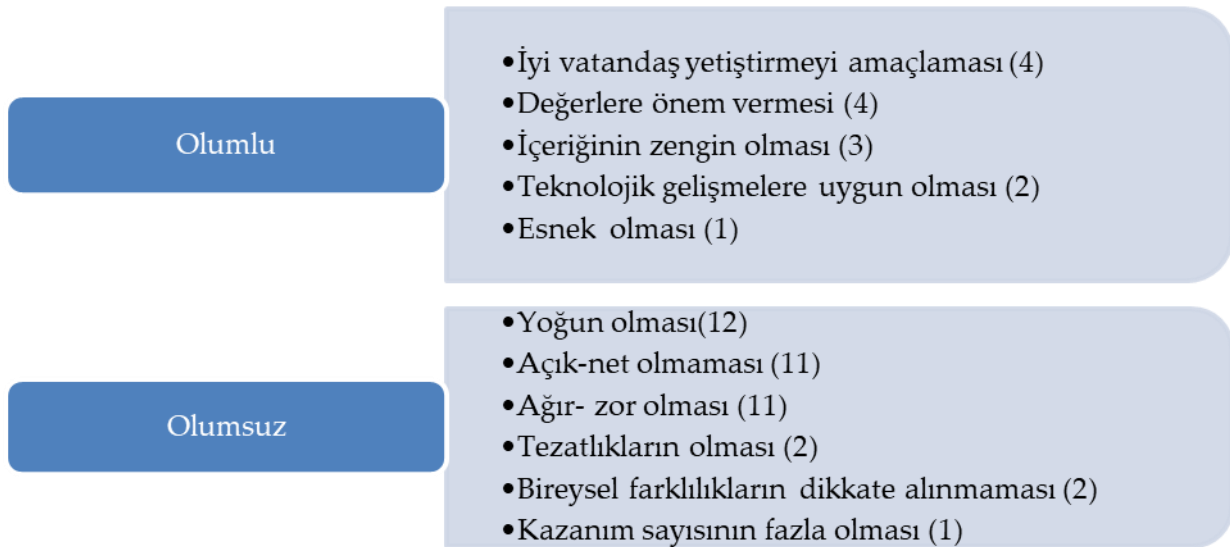 Olumlu
•İyi vatandaş yetiştirmeyi amaçlaması (4)
•Değerlere önem vermesi (4)
•İçeriğinin zengin olması (3)
•Teknolojik gelişmelere uygun olması (2)
•Esnek olması (1)
Olumsuz
•Yoğun olması(12)
•Açık-net olmaması (11)
•Ağır- zor olması (11)
•Tezatlıkların olması (2)
•Bireysel farklılıkların dikkate alınmaması (2)
•Kazanım sayısının fazla olması (1)